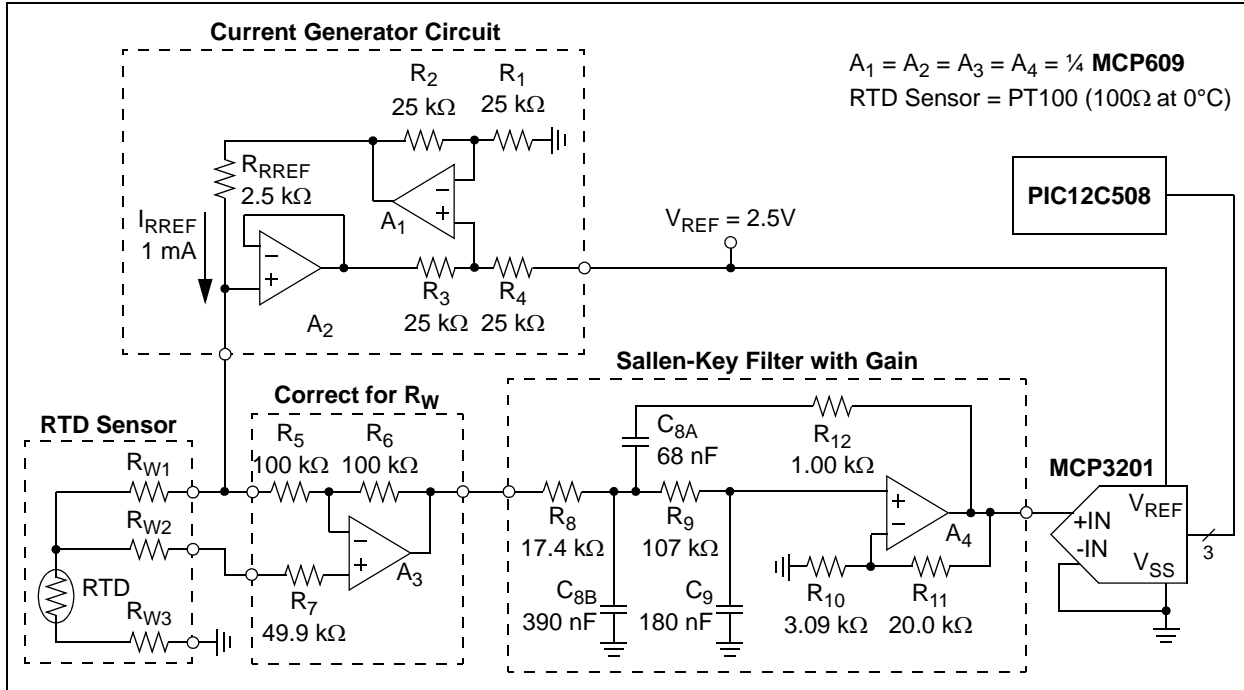 Current Generator Circuit
A1 = A2 = A3 = A4 = ¼ MCP609
RTD Sensor = PT100 (100Ω at 0°C)
R2
25 kΩ
R1
25 kΩ
RRREF
2.5 kΩ
IRREF
1 mA
−
+
A1
−
+
A2
R3
25 kΩ
R4
25 kΩ
VREF = 2.5V
PIC12C508
Sallen-Key Filter with Gain
Correct for RW
RTD Sensor
RW1
RW2
RTD
RW3
R5
100 kΩ
R6
100 kΩ
−
+
A3
R7
49.9 kΩ
C8A
68 nF
R12
1.00 kΩ
R8
17.4 kΩ
R9
107 kΩ
+
−
A4
C8B
390 nF
C9
180 nF
R10
3.09 kΩ
R11
20.0 kΩ
MCP3201
VREF
+IN
-IN
VSS
3